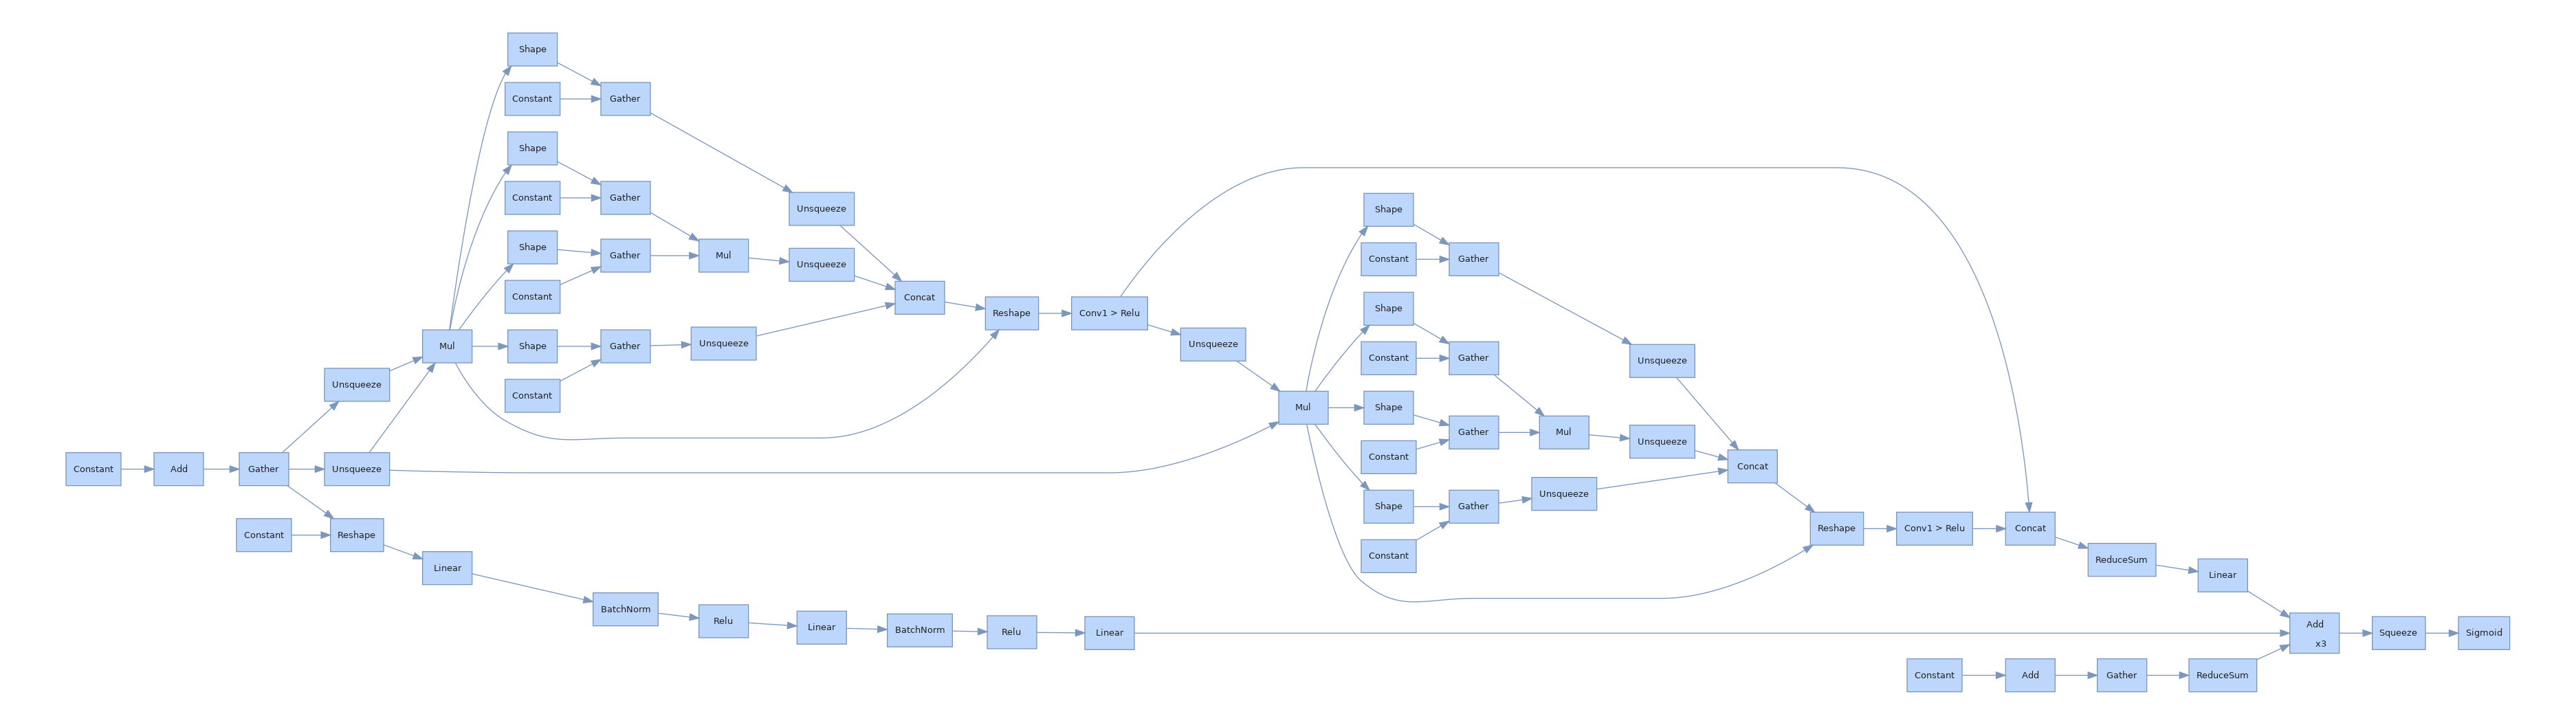 Shape
Constant
Gather
Shape
Constant
Gather
Unsqueeze
Shape
Gather
Mul
Unsqueeze
Constant
Concat
Mul
Shape
Gather
Unsqueeze
Constant
Reshape
Conv1 > Relu
Unsqueeze
Unsqueeze
Constant
Add
Gather
Unsqueeze
Constant
Reshape
Linear
BatchNorm
Relu
Linear
BatchNorm
Relu
Linear
Mul
Shape
Constant
Gather
Shape
Constant
Gather
Unsqueeze
Shape
Gather
Mul
Unsqueeze
Constant
Concat
Shape
Gather
Unsqueeze
Constant
Reshape
Conv1 > Relu
Concat
ReduceSum
Linear
Add
x3
Squeeze
Sigmoid
Constant
Add
Gather
ReduceSum